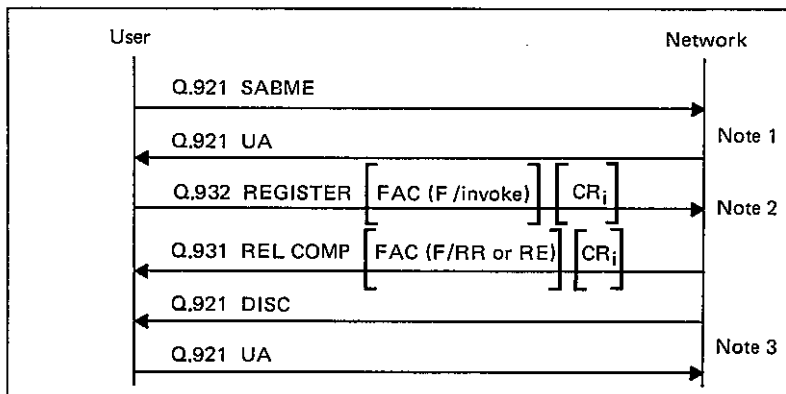 User Network
Q.921 SABME
Q.921 UA Note 1
Q.932 REGISTER [FAC (F/invoke)] [CRi] Note 2
Q.931 REL COMP [FAC (F/RR or RE)] [CRi]
Q.921 DISC
Note 3
Q.921 UA